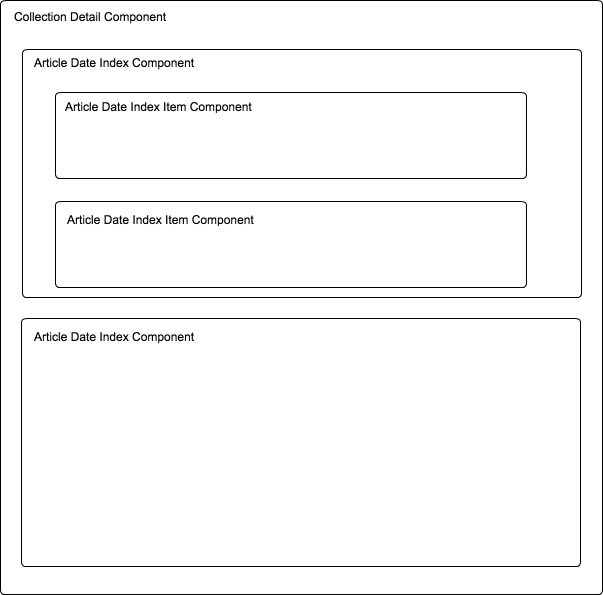 Collection Detail Component
Article Date Index Component
Article Date Index Item Component
Article Date Index Item Component
Article Date Index Component